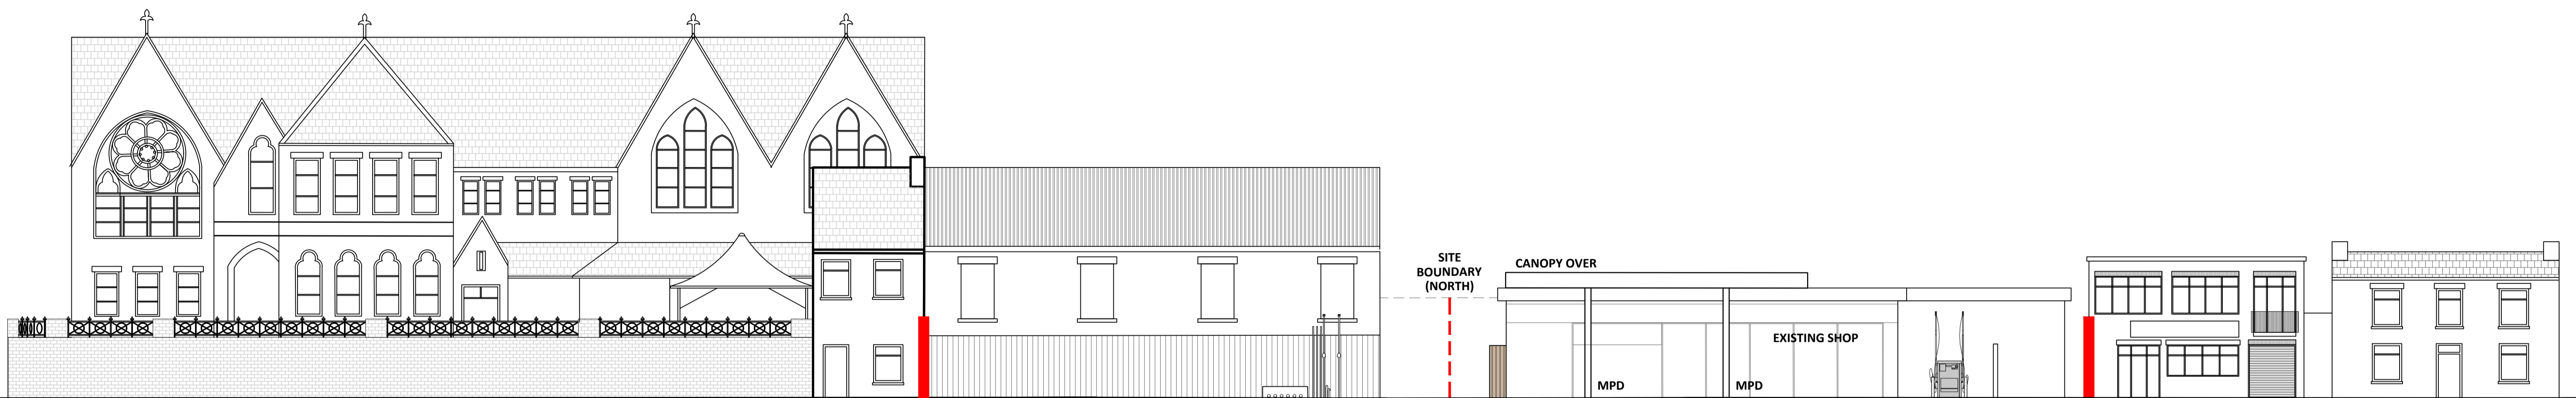 SITE
BOUNDARY
(NORTH)
CANOPY OVER
EXISTING SHOP
MPD
MPD